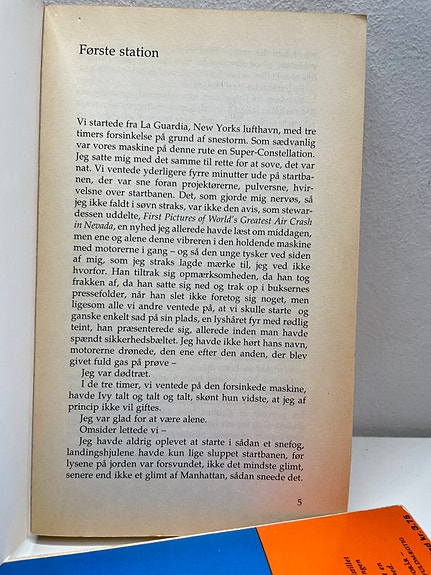 Første station
Vi startede fra La Guardia, New Yorks lufthavn, med tre
timers forsinkelse på grund af snestorm. Som sædvanlig
var vores maskine på denne rute en Super-Constellation.
Jeg satte mig med det samme til rette for at sove, det var
nat. Vi ventede yderligere fyrre minutter ude på startba-
nen, der var sne foran projektørerne, pulversne, hvir-
velsne over startbanen. Det, som gjorde mig nervøs, så
jeg ikke faldt i søvn straks, var ikke den avis, som stewar-
dessen uddelte, First Pictures of World's Greatest Air Crash
in Nevada, en nyhed jeg allerede havde læst om middagen,
men ene og alene denne vibreren i den holdende maskine
med motorerne i gang – og så den unge tysker ved siden
af mig, som jeg straks lagde mærke til, jeg ved ikke
hvorfor. Han tiltrak sig opmærksomheden, da han tog
frakken af, da han satte sig ned og trak op i buksernes
pressefolder, når han slet ikke foretog sig noget, men
ligesom alle vi andre ventede på, at vi skulle starte og
ganske enkelt sad på sin plads, en lyshåret fyr med rødlig
teint, han præsenterede sig, allerede inden man havde
spændt sikkerhedsbæltet. Jeg havde ikke hørt hans navn,
motorerne drønede, den ene efter den anden, der blev
givet fuld gas på prøve –
Jeg var dødtræt.
I de tre timer, vi ventede på den forsinkede maskine,
havde Ivy talt og talt og talt, skønt hun vidste, at jeg af
princip ikke vil giftes.
Jeg var glad for at være alene.
Omsider lettede vi –
Jeg havde aldrig oplevet at starte i sådan et snefog,
landingshjulene havde kun lige sluppet startbanen, før
lysene på jorden var forsvundet, ikke det mindste glimt,
senere end ikke et glimt af Manhattan, sådan sneede det.
5